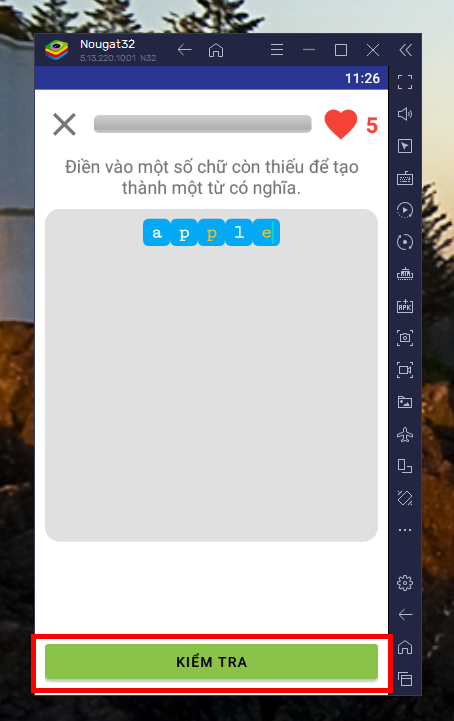 Nougat32
5.13.220.1001 N32
11:26
5
Điền vào một số chữ còn thiếu để tạo
thành một từ có nghĩa.
apple
KIỂM TRA